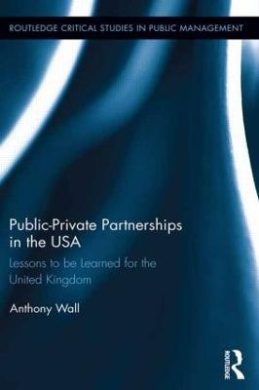 ROUTLEDGE CRITICAL STUDIES IN PUBLIC MANAGEMENT
Public-Private Partnerships
in the USA
Lessons to be Learned for the
United Kingdom
Anthony Wall
ROUTLEDGE